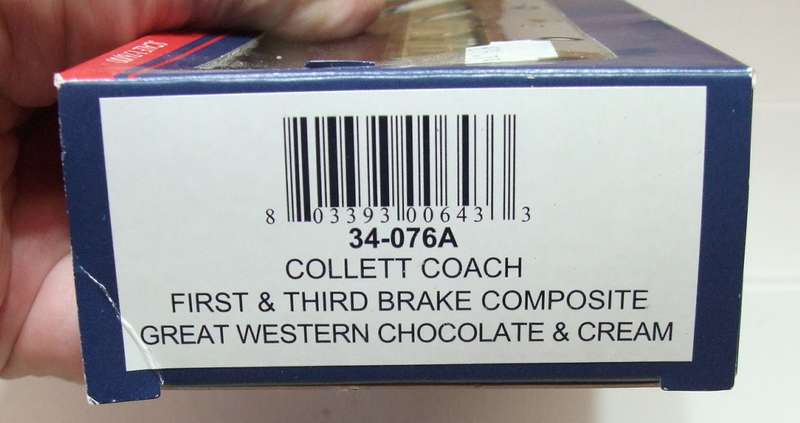 8 03393 00643 3
34-076A
COLLETT COACH
FIRST & THIRD BRAKE COMPOSITE
GREAT WESTERN CHOCOLATE & CREAM